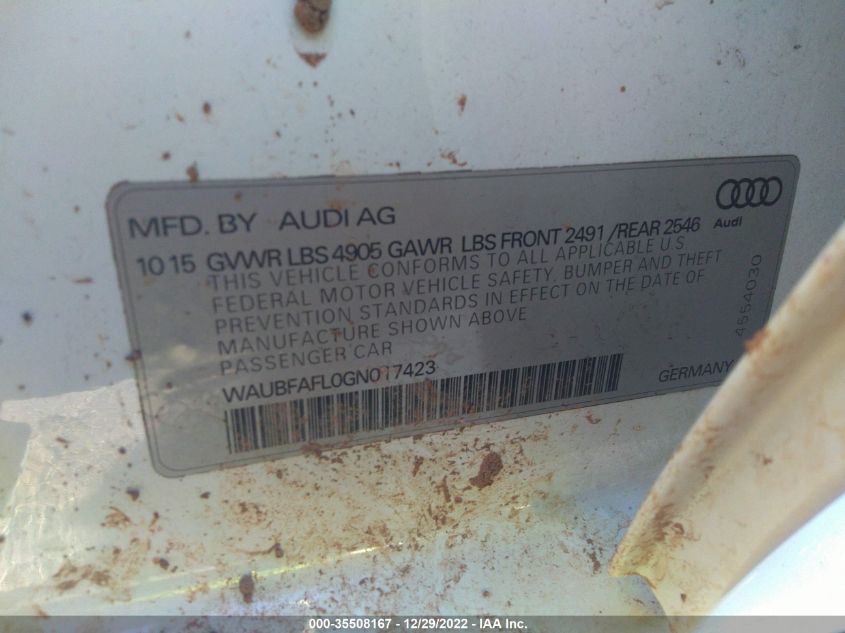 MFD. BY AUDI AG
Audi
10 15 GVWR LBS 4905 GAWR LBS FRONT 2491 /REAR 2546
THIS VEHICLE CONFORMS TO ALL APPLICABLE U.S.
FEDERAL MOTOR VEHICLE SAFETY, BUMPER AND THEFT
PREVENTION STANDARDS IN EFFECT ON THE DATE OF
MANUFACTURE SHOWN ABOVE
PASSENGER CAR
4554030
WAUBFAFL0GN017423
GERMANY
000-35508167 - 12/29/2022 - IAA Inc.